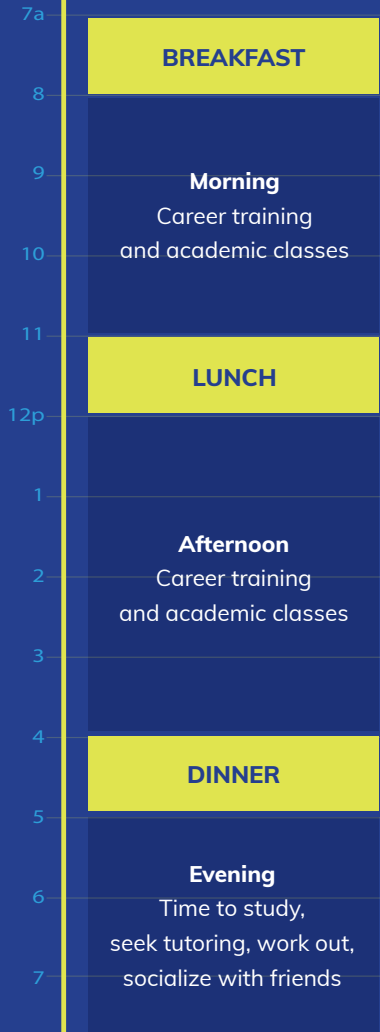 7a
BREAKFAST
8
9
Morning
Career training
10
and academic classes
11
LUNCH
12p
1
Afternoon
2
Career training
and academic classes
3
4
DINNER
5
Evening
6
Time to study,
seek tutoring, work out,
7
socialize with friends